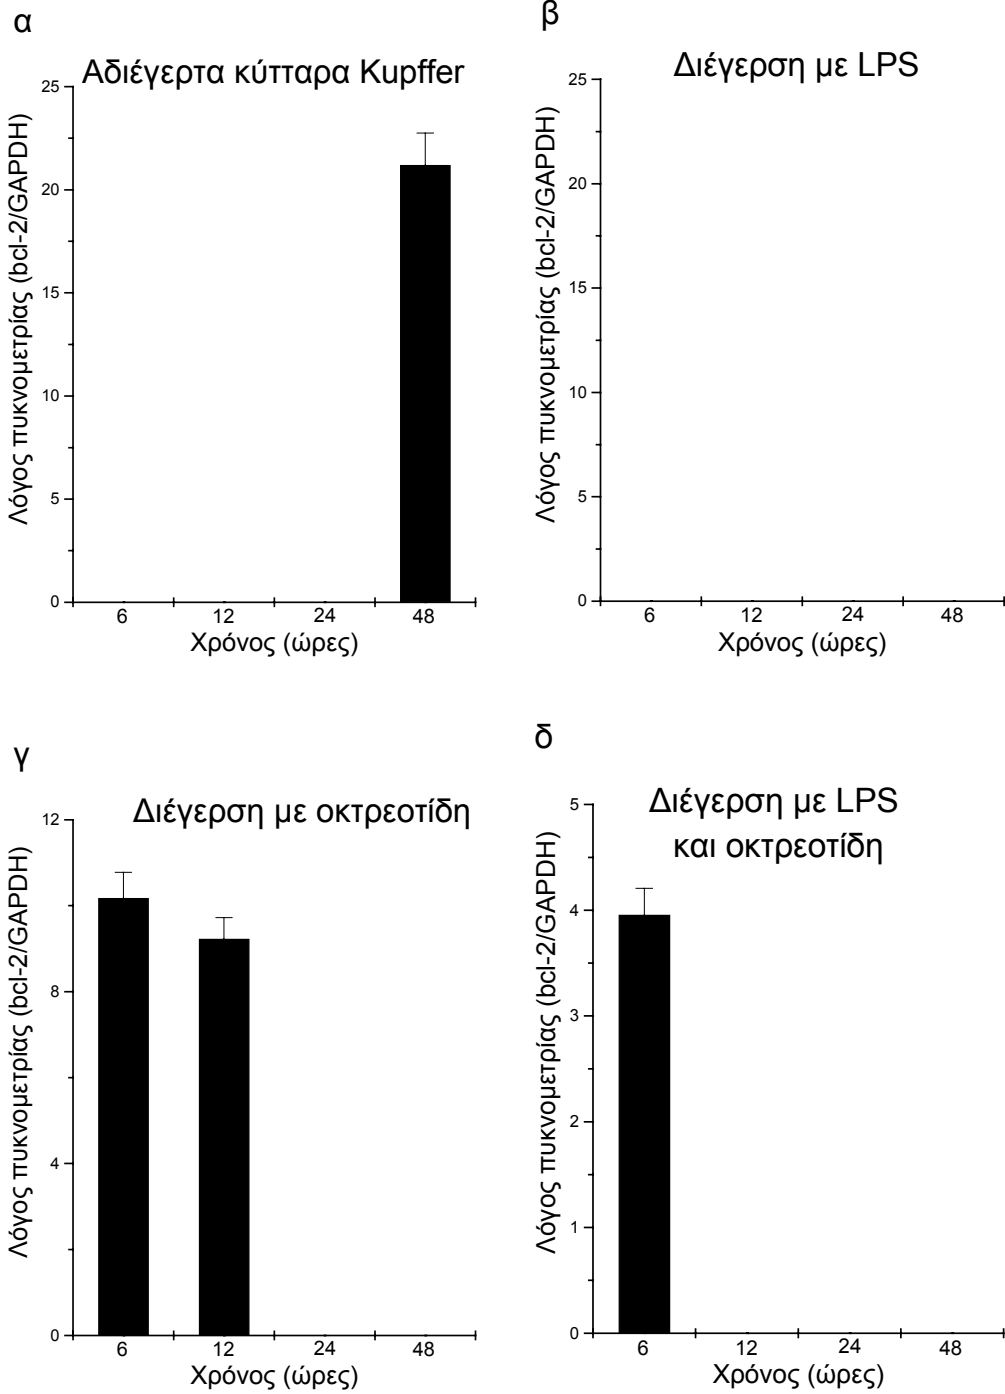 α
Αδιέγερτα κύτταρα Kupffer
Λόγος πυκνομετρίας (bcl-2/GAPDH)
25
20
15
10
5
0
6 12 24 48
Χρόνος (ώρες)
β
Διέγερση με LPS
Λόγος πυκνομετρίας (bcl-2/GAPDH)
25
20
15
10
5
0
6 12 24 48
Χρόνος (ώρες)
γ
Διέγερση με οκτρεοτίδη
Λόγος πυκνομετρίας (bcl-2/GAPDH)
12
8
4
0
6 12 24 48
Χρόνος (ώρες)
δ
Διέγερση με LPS
και οκτρεοτίδη
Λόγος πυκνομετρίας (bcl-2/GAPDH)
5
4
3
2
1
0
6 12 24 48
Χρόνος (ώρες)